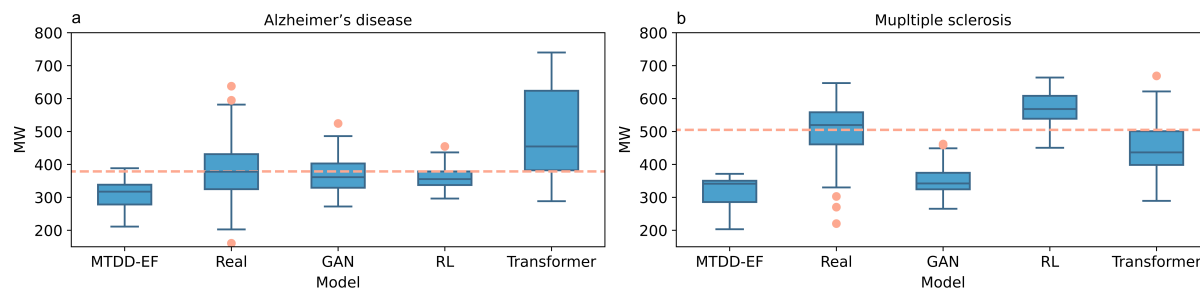 a
Alzheimer’s disease
MW
800
700
600
500
400
300
200
MTDD-EF Real GAN RL Transformer
Model
b
Mupltiple sclerosis
MW
800
700
600
500
400
300
200
MTDD-EF Real GAN RL Transformer
Model